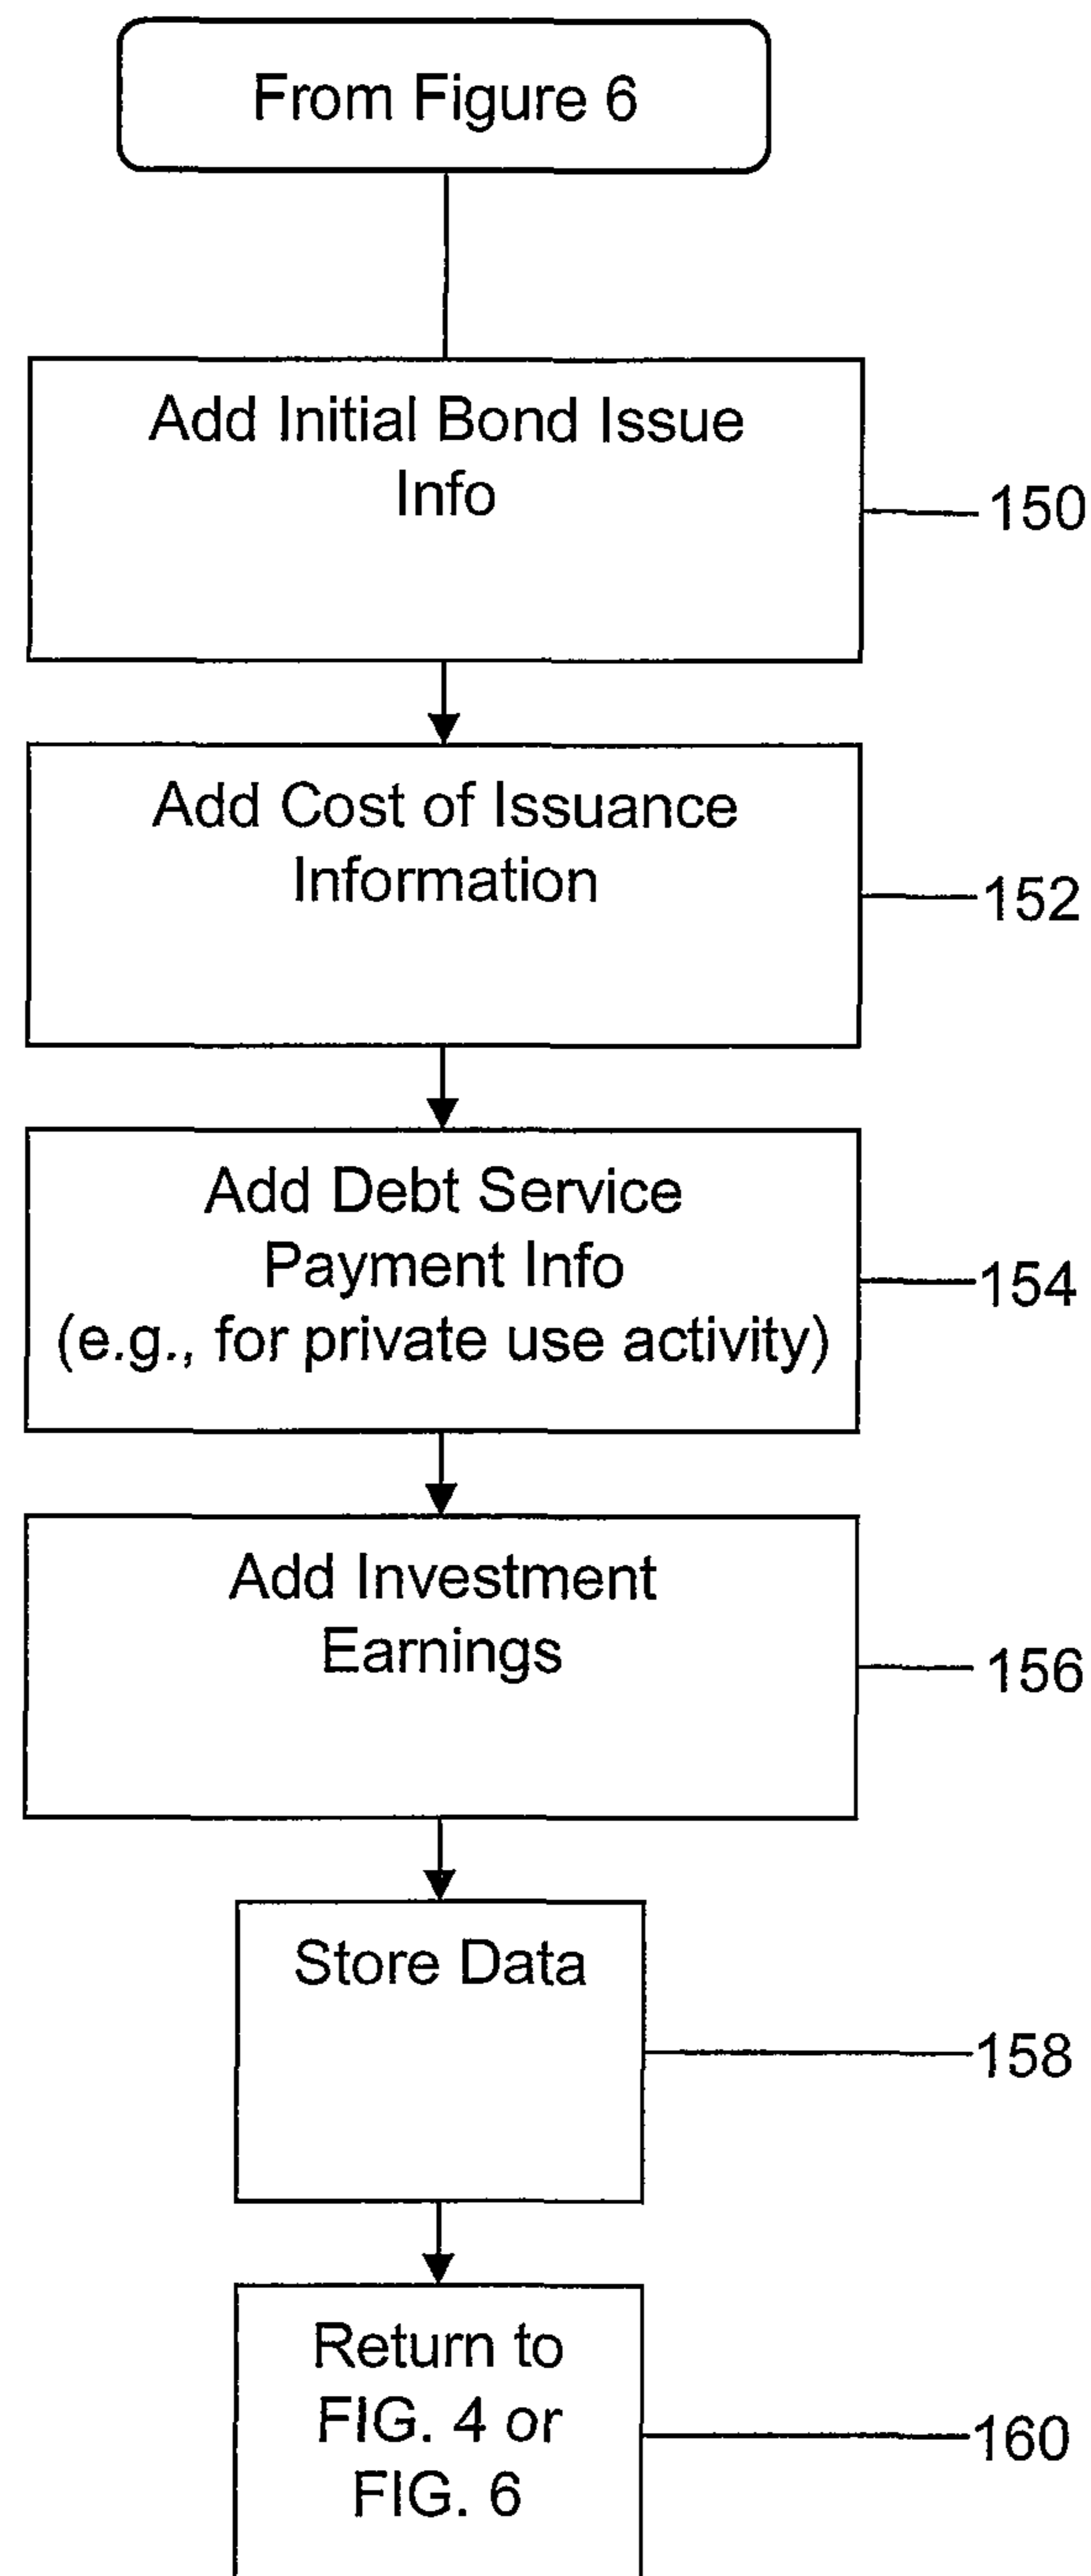 From Figure 6
Add Initial Bond Issue
Info
150
Add Cost of Issuance
Information
152
Add Debt Service
Payment Info
(e.g., for private use activity)
154
Add Investment
Earnings
156
Store Data
158
Return to
FIG. 4 or
FIG. 6
160